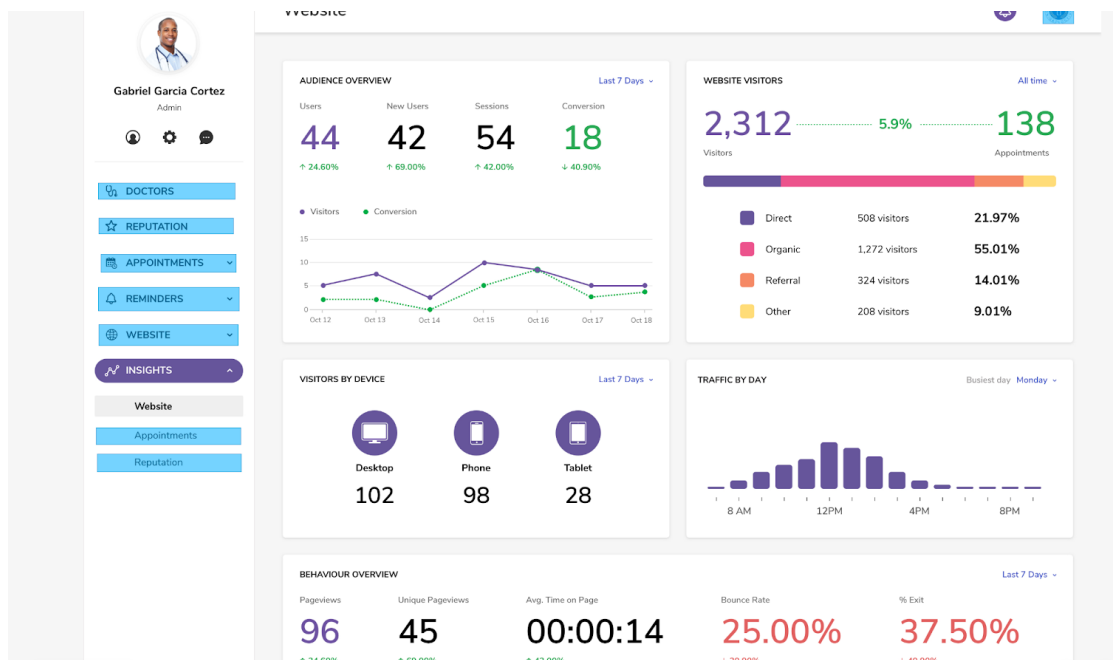 Website
Gabriel Garcia Cortez
Admin
DOCTORS
REPUTATION
APPOINTMENTS
REMINDERS
WEBSITE
INSIGHTS
Website
Appointments
Reputation
AUDIENCE OVERVIEW Last 7 Days
Users New Users Sessions Conversion
44 42 54 18
↑ 24.60% ↑ 69.00% ↑ 42.00% ↓ 40.90%
Visitors Conversion
15
10
5
0
Oct 12 Oct 13 Oct 14 Oct 15 Oct 16 Oct 17 Oct 18
WEBSITE VISITORS All time
2,312 5.9% 138
Visitors Appointments
Direct 508 visitors 21.97%
Organic 1,272 visitors 55.01%
Referral 324 visitors 14.01%
Other 208 visitors 9.01%
VISITORS BY DEVICE Last 7 Days
Desktop Phone Tablet
102 98 28
TRAFFIC BY DAY Busiest day Monday
8 AM 12PM 4PM 8PM
BEHAVIOUR OVERVIEW Last 7 Days
Pageviews Unique Pageviews Avg. Time on Page Bounce Rate % Exit
96 45 00:00:14 25.00% 37.50%